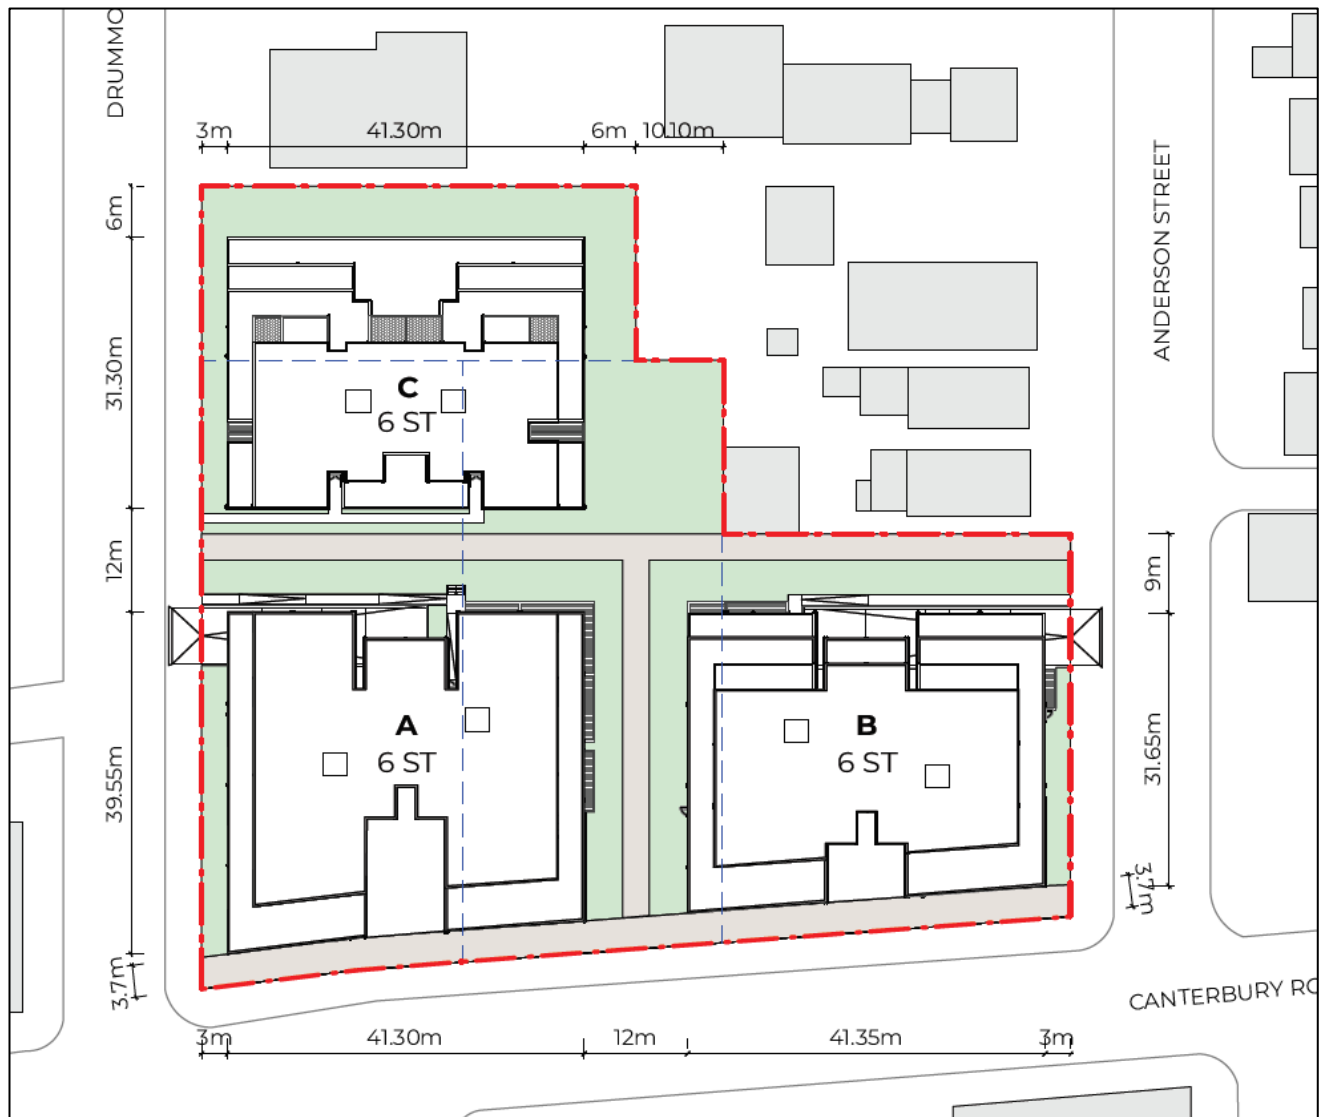 DRUMMO
3m
41.30m
6m
10.10m
ANDERSON STREET
6m
31.30m
C
6 ST
12m
9m
A
6 ST
B
6 ST
39.55m
31.65m
3.7m
3.7m
CANTERBURY RO
3m
41.30m
12m
41.35m
3m